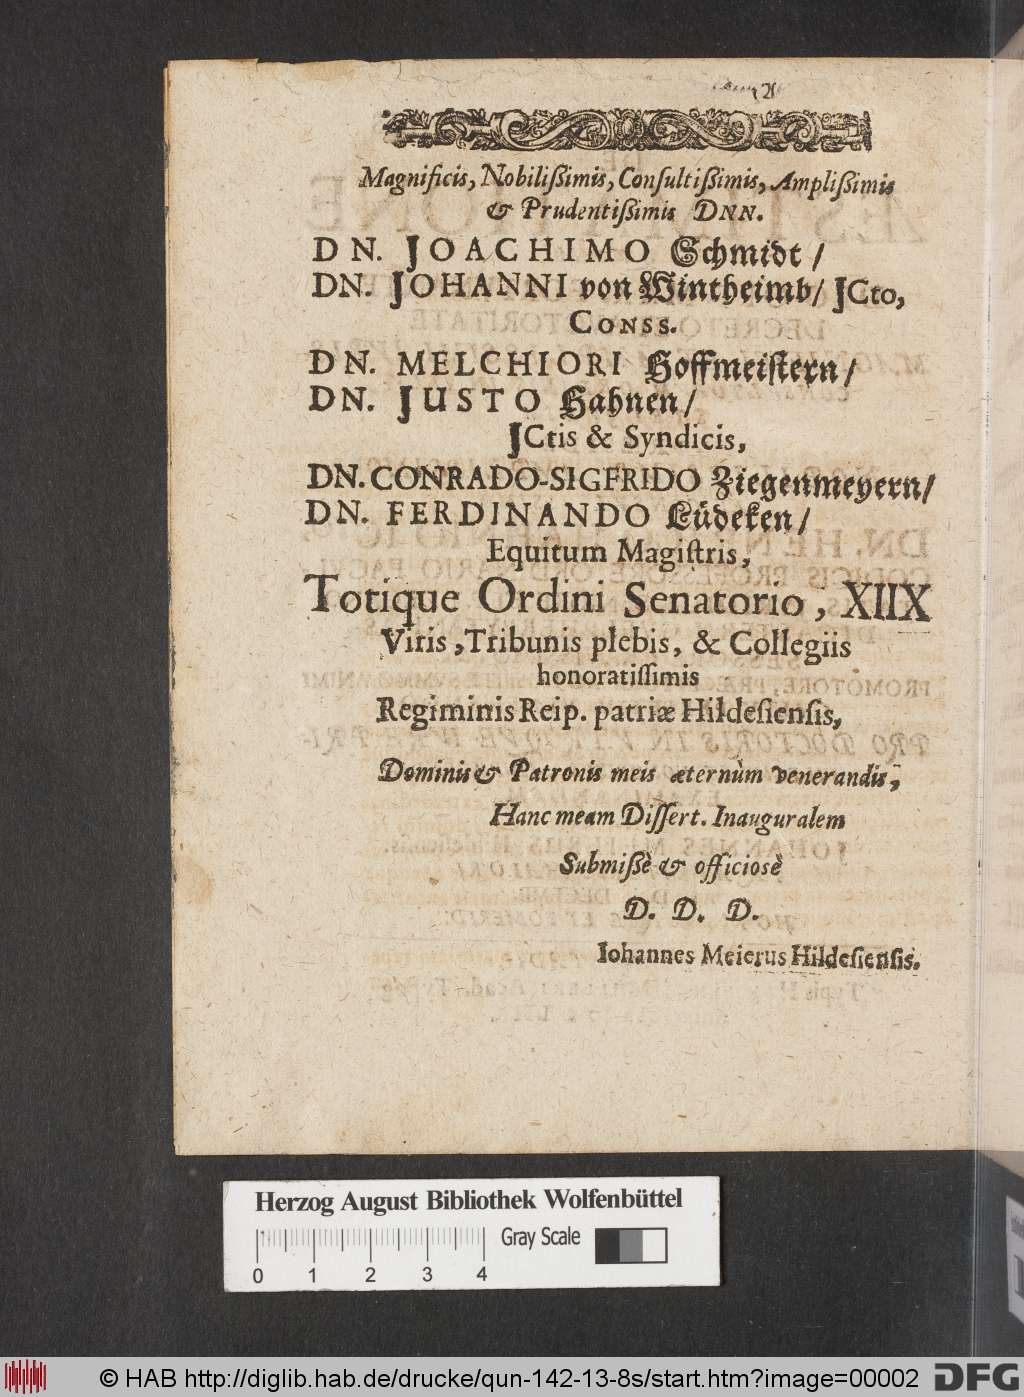 Magnificis, Nobilißimis, Conſultißimis, Amplißimis
& Prudentißimis DNN.
DN. JOACHIMO Schmidt /
DN. JOHANNI von Wintheimb / JCto,
CONSS.
DN. MELCHIORI Hoffmeiſtern /
DN. JUSTO Hahnen /
JCtis & Syndicis,
DN. CONRADO-SIGFRIDO Ziegenmeyern /
DN. FERDINANDO Lüdeken /
Equitum Magiſtris,
Totique Ordini Senatorio, XIIX
Viris, Tribunis plebis, & Collegiis
honoratiſſimis
Regiminis Reip. patriæ Hildeſienſis,
Dominis & Patronis meis æternùm venerandis,
Hanc meam Diſſert. Inauguralem
Submißè & officiosè
D. D. D.
Iohannes Meierus Hildeſienſis.
Herzog August Bibliothek Wolfenbüttel
Gray Scale
0 1 2 3 4
© HAB http://diglib.hab.de/drucke/qun-142-13-8s/start.htm?image=00002 DFG